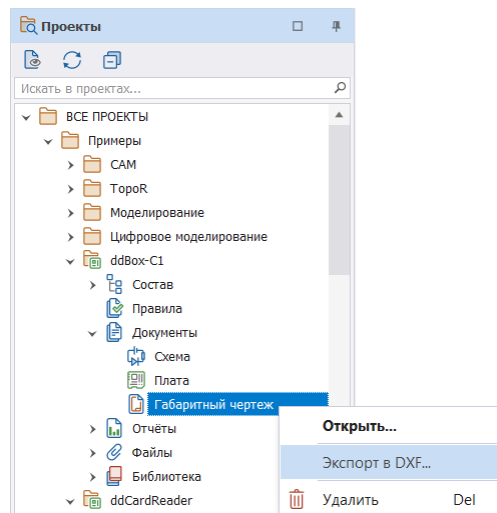 Проекты
Искать в проектах...
ВСЕ ПРОЕКТЫ
Примеры
CAM
TopoR
Моделирование
Цифровое моделирование
ddBox-C1
Состав
Правила
Документы
Схема
Плата
Габаритный чертеж
Открыть...
Отчёты
Экспорт в DXF...
Файлы
Библиотека
Удалить Del
ddCardReader